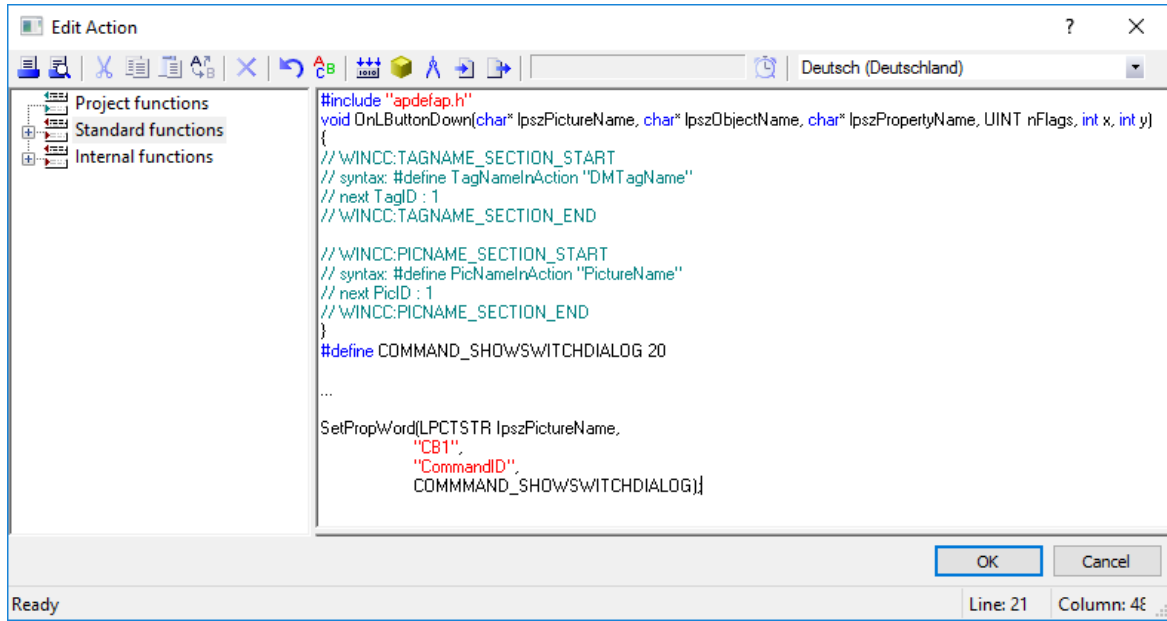 Edit Action
?
Deutsch (Deutschland)
Project functions
Standard functions
Internal functions
#include "apdefap.h"
void OnLButtonDown(char* lpszPictureName, char* lpszObjectName, char* lpszPropertyName, UINT nFlags, int x, int y)
{
// WINCC:TAGNAME_SECTION_START
// syntax: #define TagNameInAction "DMTagName"
// next TagID : 1
// WINCC:TAGNAME_SECTION_END
// WINCC:PICNAME_SECTION_START
// syntax: #define PicNameInAction "PictureName"
// next PicID : 1
// WINCC:PICNAME_SECTION_END
}
#define COMMAND_SHOWSWITCHDIALOG 20
...
SetPropWord(LPCTSTR lpszPictureName,
"CB1",
"CommandID",
COMMMAND_SHOWSWITCHDIALOG);
OK Cancel
Ready Line: 21 Column: 48